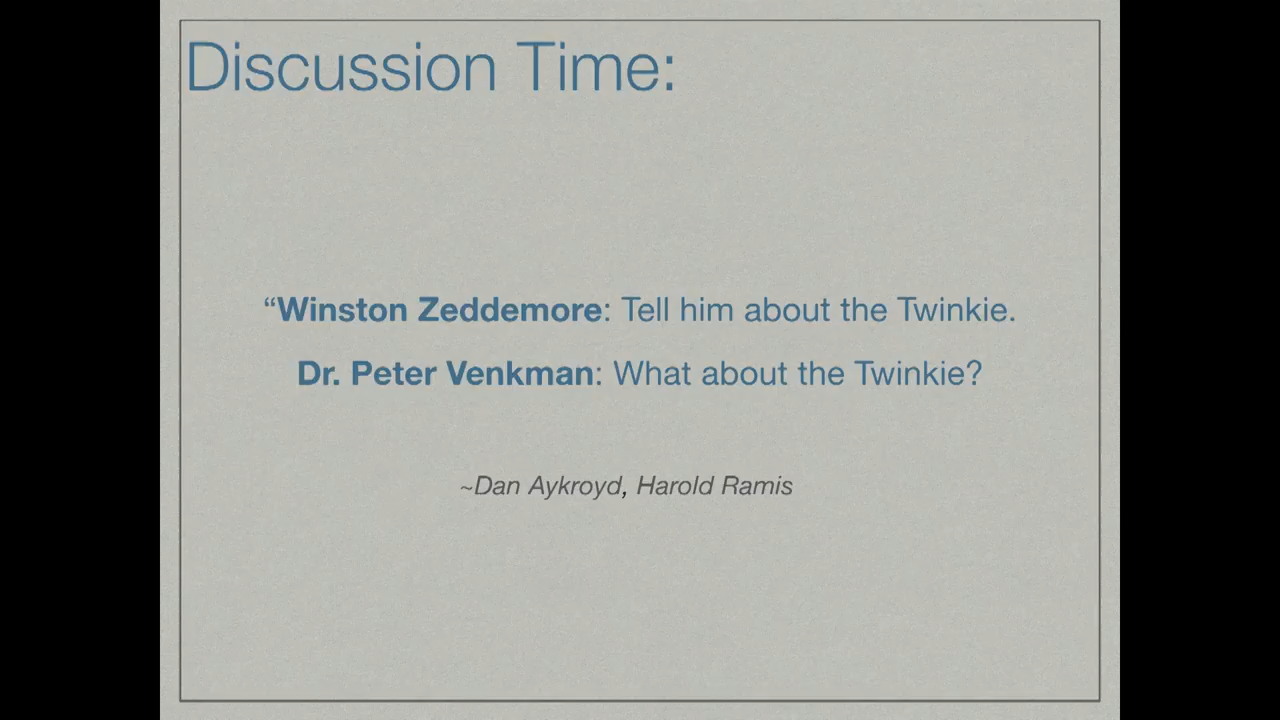 Discussion Time:
“Winston Zeddemore: Tell him about the Twinkie.
Dr. Peter Venkman: What about the Twinkie?
~Dan Aykroyd, Harold Ramis